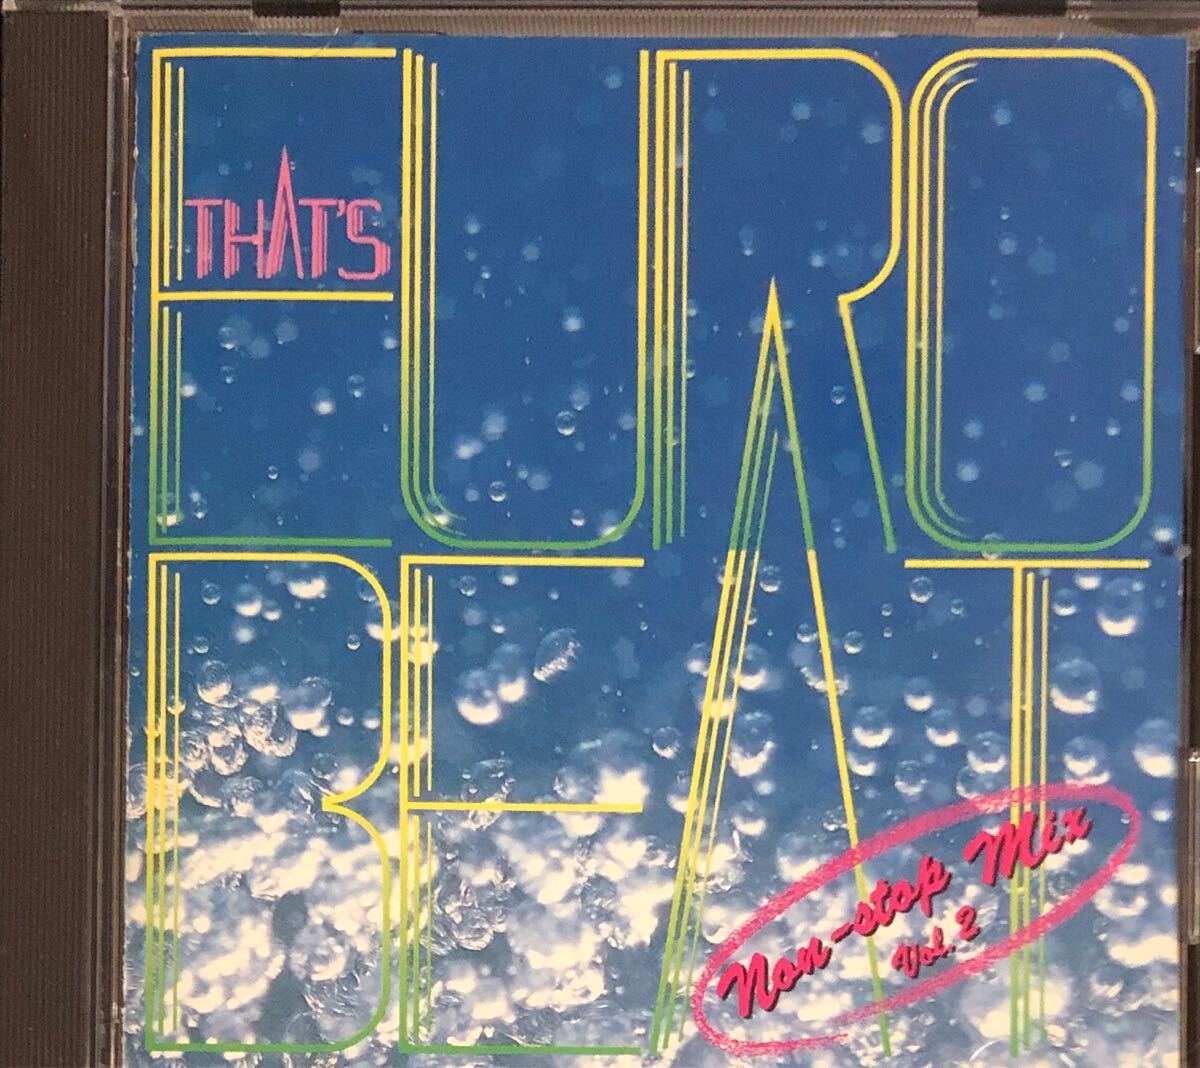 THAT'S
EURO
BEAT
Non-stop Mix
Vol. 2